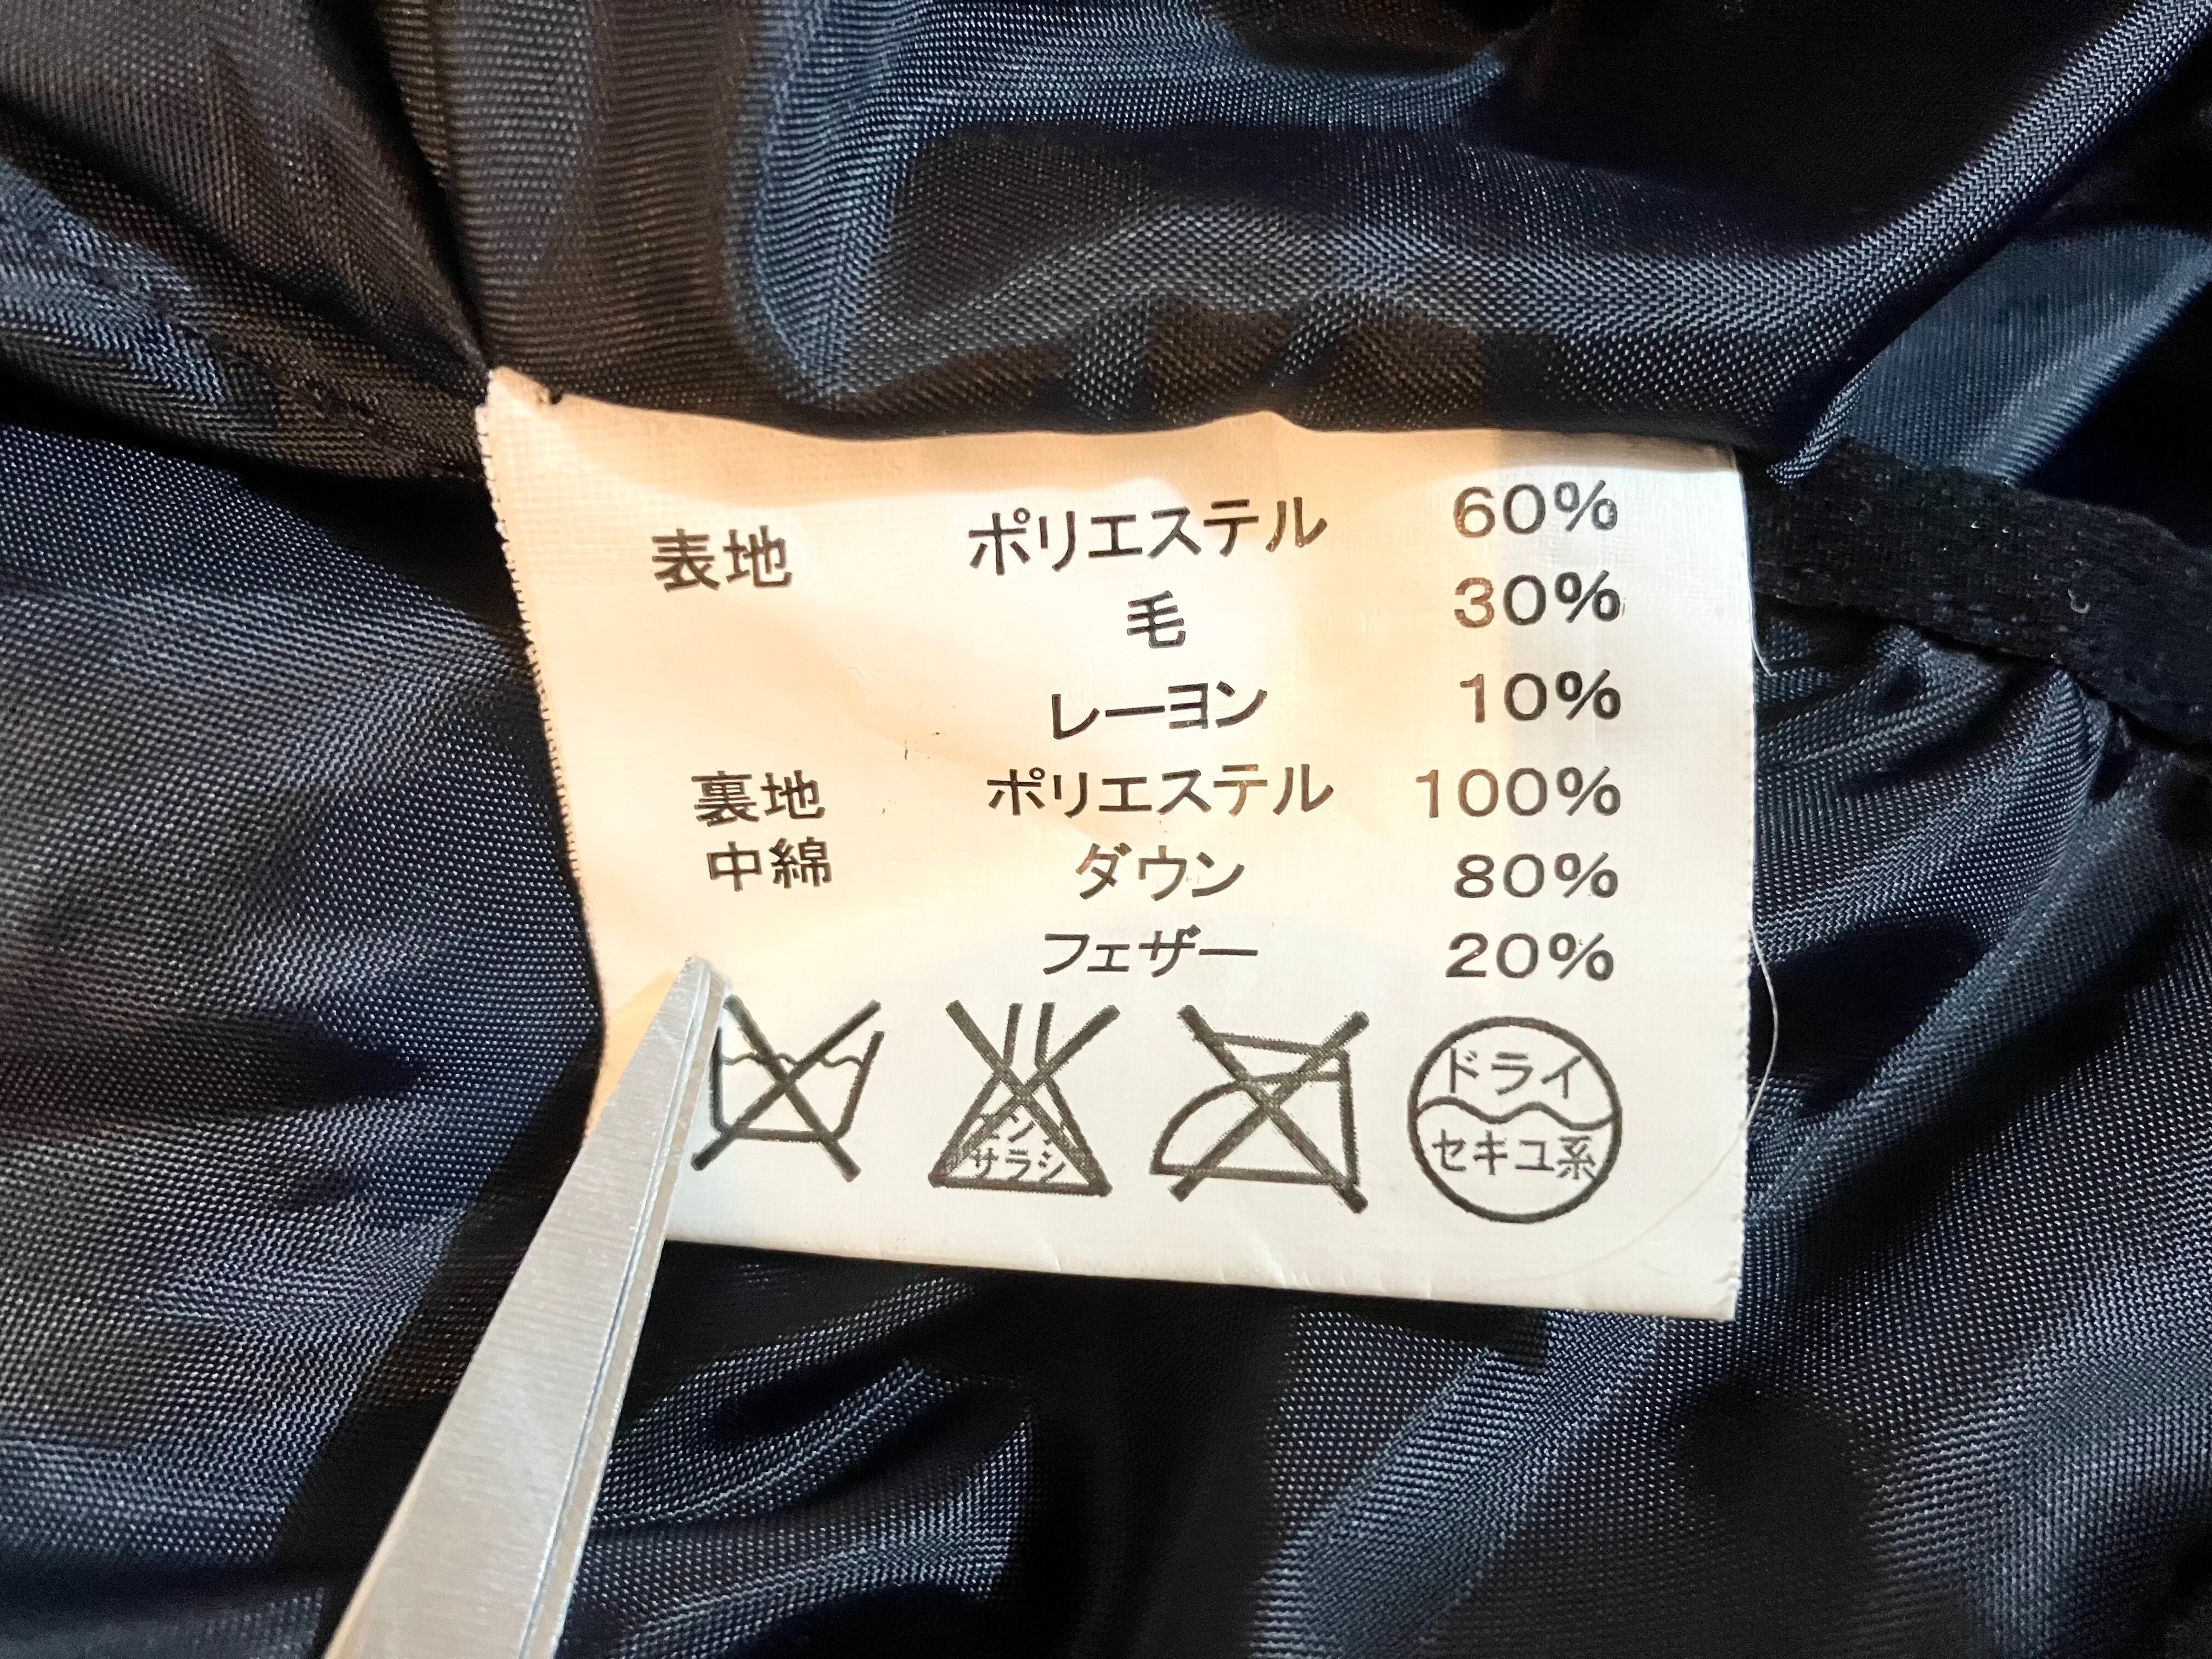 表地 ポリエステル 60%
毛 30%
レーヨン 10%
裏地 ポリエステル 100%
中綿 ダウン 80%
フェザー 20%
サラシ
ドライ
セキユ系